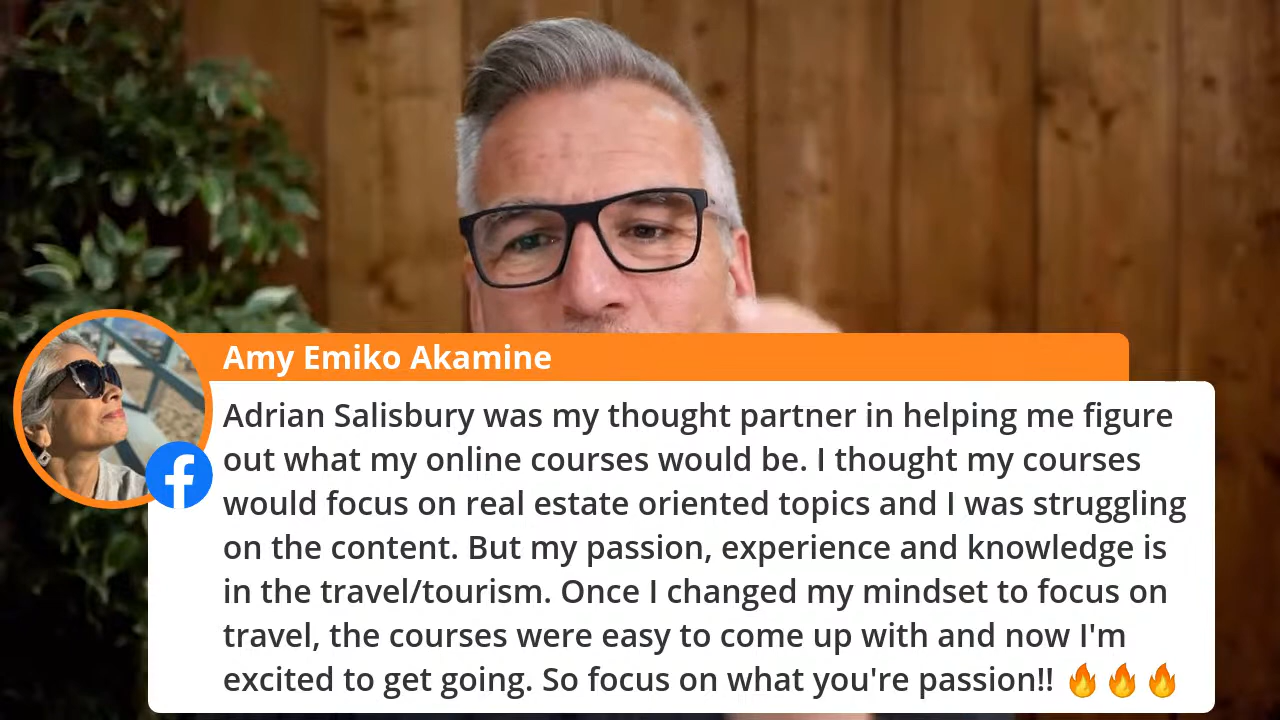 Amy Emiko Akamine
Adrian Salisbury was my thought partner in helping me figure
out what my online courses would be. I thought my courses
would focus on real estate oriented topics and I was struggling
on the content. But my passion, experience and knowledge is
in the travel/tourism. Once I changed my mindset to focus on
travel, the courses were easy to come up with and now I'm
excited to get going. So focus on what you're passion!! 🔥🔥🔥